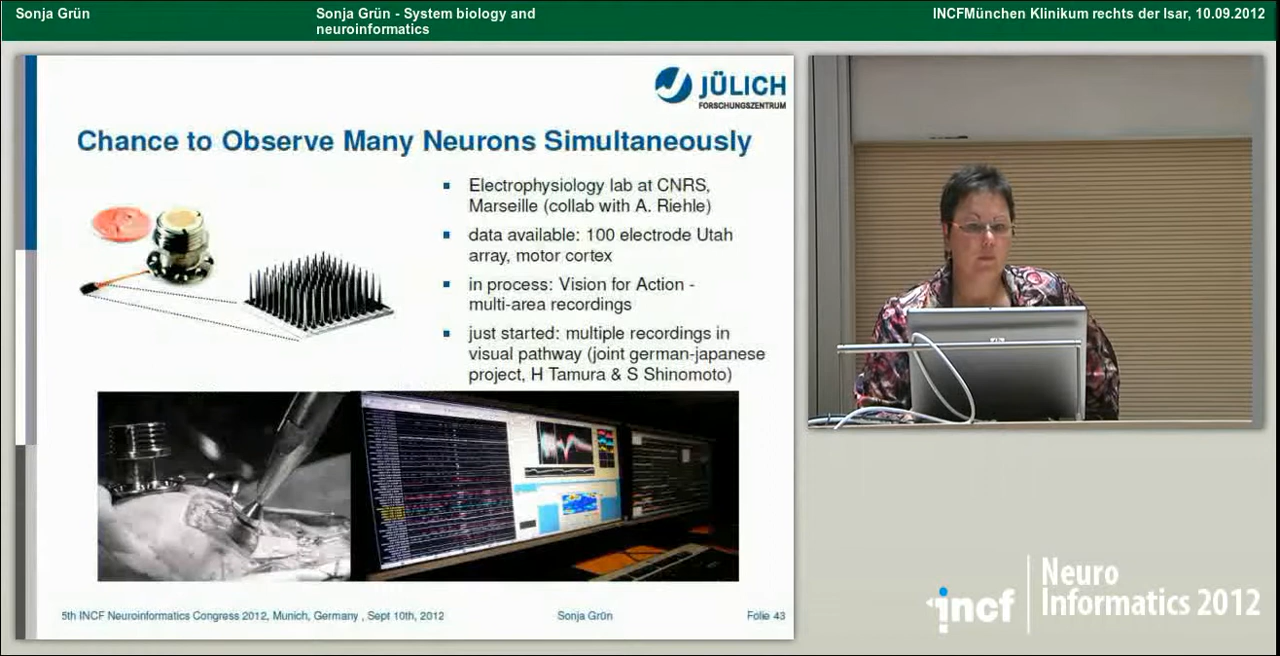 Sonja Grün
Sonja Grün - System biology and
neuroinformatics
INCFMünchen Klinikum rechts der Isar, 10.09.2012
JÜLICH
FORSCHUNGSZENTRUM
Chance to Observe Many Neurons Simultaneously
Electrophysiology lab at CNRS,
Marseille (collab with A. Riehle)
data available: 100 electrode Utah
array, motor cortex
in process: Vision for Action -
multi-area recordings
just started: multiple recordings in
visual pathway (joint german-japanese
project, H Tamura & S Shinomoto)
5th INCF Neuroinformatics Congress 2012, Munich, Germany , Sept 10th, 2012
Sonja Grün
Folie 43
incf
Neuro
Informatics 2012